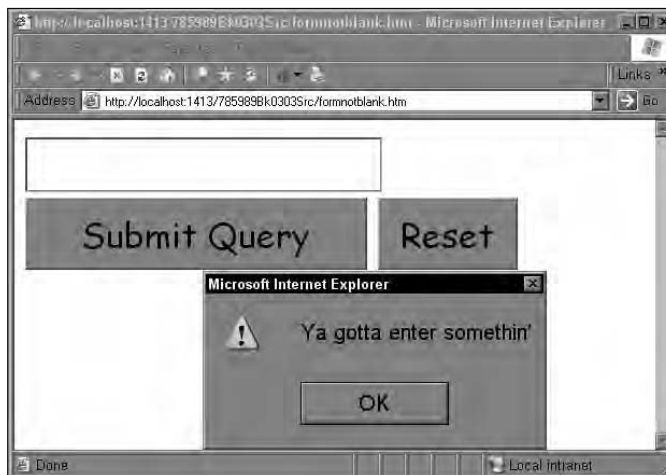 http://localhost:1413/785989Bk0303Src/formnotblank.htm - Microsoft Internet Explorer
Links »
Address http://localhost:1413/785989Bk0303Src/formnotblank.htm Go
Submit Query Reset
Microsoft Internet Explorer
Ya gotta enter somethin'
OK
Done Local intranet